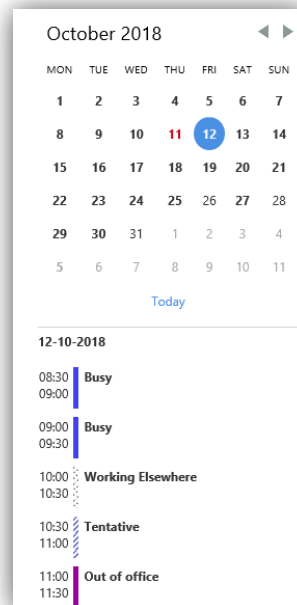 October 2018
MON TUE WED THU FRI SAT SUN
1 2 3 4 5 6 7
8 9 10 11 12 13 14
15 16 17 18 19 20 21
22 23 24 25 26 27 28
29 30 31 1 2 3 4
5 6 7 8 9 10 11
Today
12-10-2018
08:30 Busy
09:00
09:00 Busy
09:30
10:00 Working Elsewhere
10:30
10:30 Tentative
11:00
11:00 Out of office
11:30